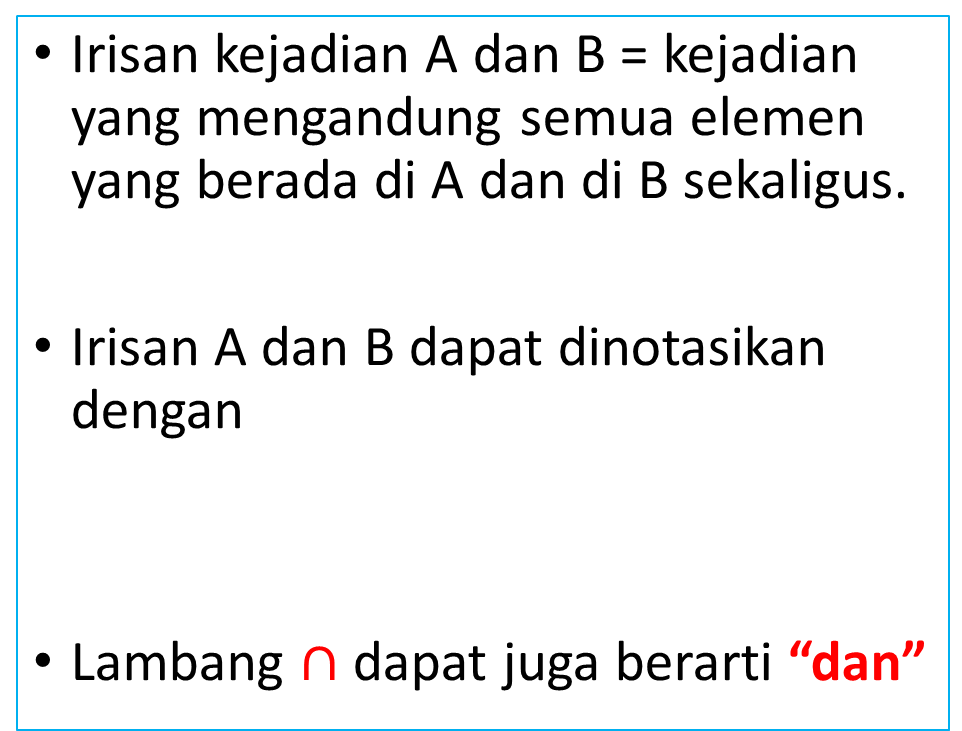 • Irisan kejadian A dan B = kejadian
yang mengandung semua elemen
yang berada di A dan di B sekaligus.
• Irisan A dan B dapat dinotasikan
dengan
• Lambang ∩ dapat juga berarti “dan”